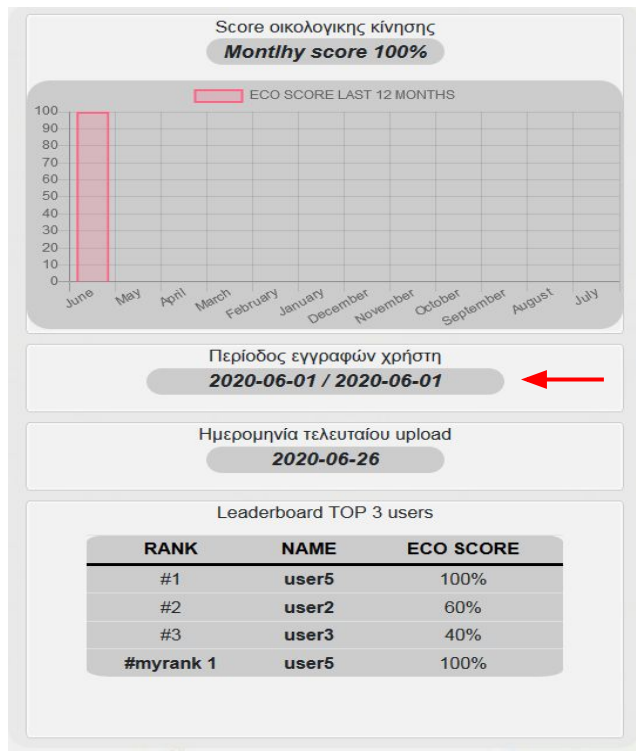 Score οικολογικης κίνησης
Montlhy score 100%
ECO SCORE LAST 12 MONTHS
100
90
80
70
60
50
40
30
20
10
0
June May April March February January December November October September August July
Περίοδος εγγραφών χρήστη
2020-06-01 / 2020-06-01
Ημερομηνία τελευταίου upload
2020-06-26
Leaderboard TOP 3 users
RANK NAME ECO SCORE
#1 user5 100%
#2 user2 60%
#3 user3 40%
#myrank 1 user5 100%